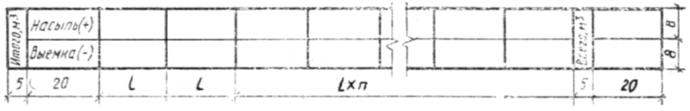 Итого, м³
Насыпь(+)
Выемка(-)
Всего, м³
8
8
5 20 L L L×n 5 20